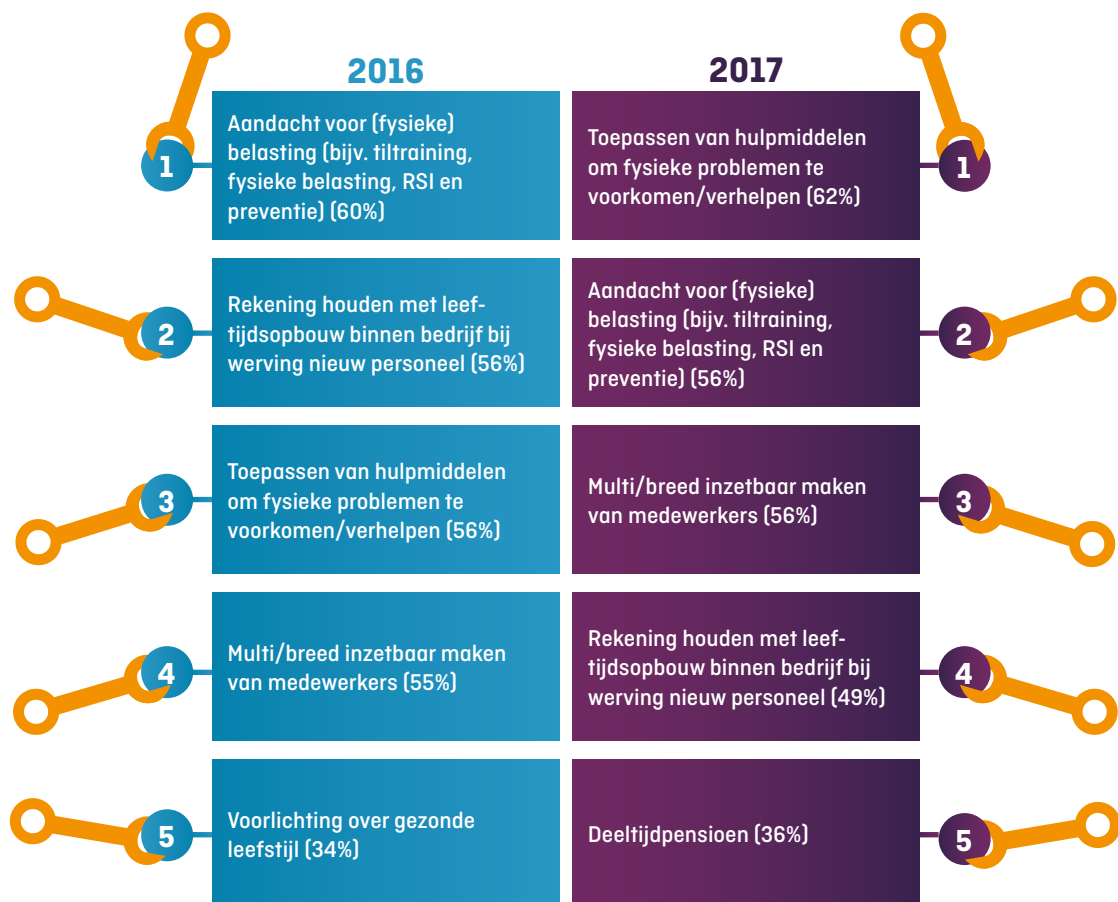 2016
2017
1
Aandacht voor (fysieke)
belasting (bijv. tiltraining,
fysieke belasting, RSI en
preventie) (60%)
Toepassen van hulpmiddelen
om fysieke problemen te
voorkomen/verhelpen (62%)
1
2
Rekening houden met leef-
tijdsopbouw binnen bedrijf bij
werving nieuw personeel (56%)
Aandacht voor (fysieke)
belasting (bijv. tiltraining,
fysieke belasting, RSI en
preventie) (56%)
2
3
Toepassen van hulpmiddelen
om fysieke problemen te
voorkomen/verhelpen (56%)
Multi/breed inzetbaar maken
van medewerkers (56%)
3
4
Multi/breed inzetbaar maken
van medewerkers (55%)
Rekening houden met leef-
tijdsopbouw binnen bedrijf bij
werving nieuw personeel (49%)
4
5
Voorlichting over gezonde
leefstijl (34%)
Deeltijdpensioen (36%)
5